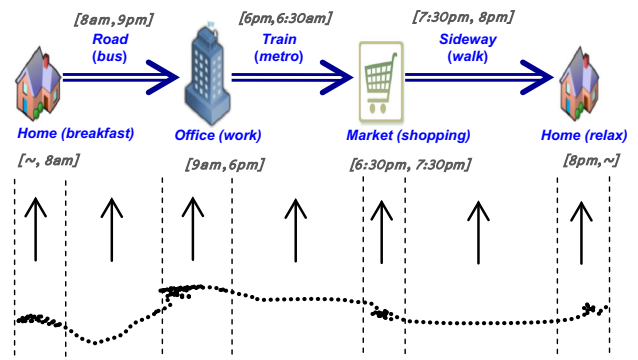 [8am, 9pm] [6pm,6:30am] [7:30pm, 8pm]
Road Train Sideway
(bus) (metro) (walk)
Home (breakfast) Office (work) Market (shopping) Home (relax)
[~, 8am] [9am,6pm] [6:30pm, 7:30pm] [8pm,~]